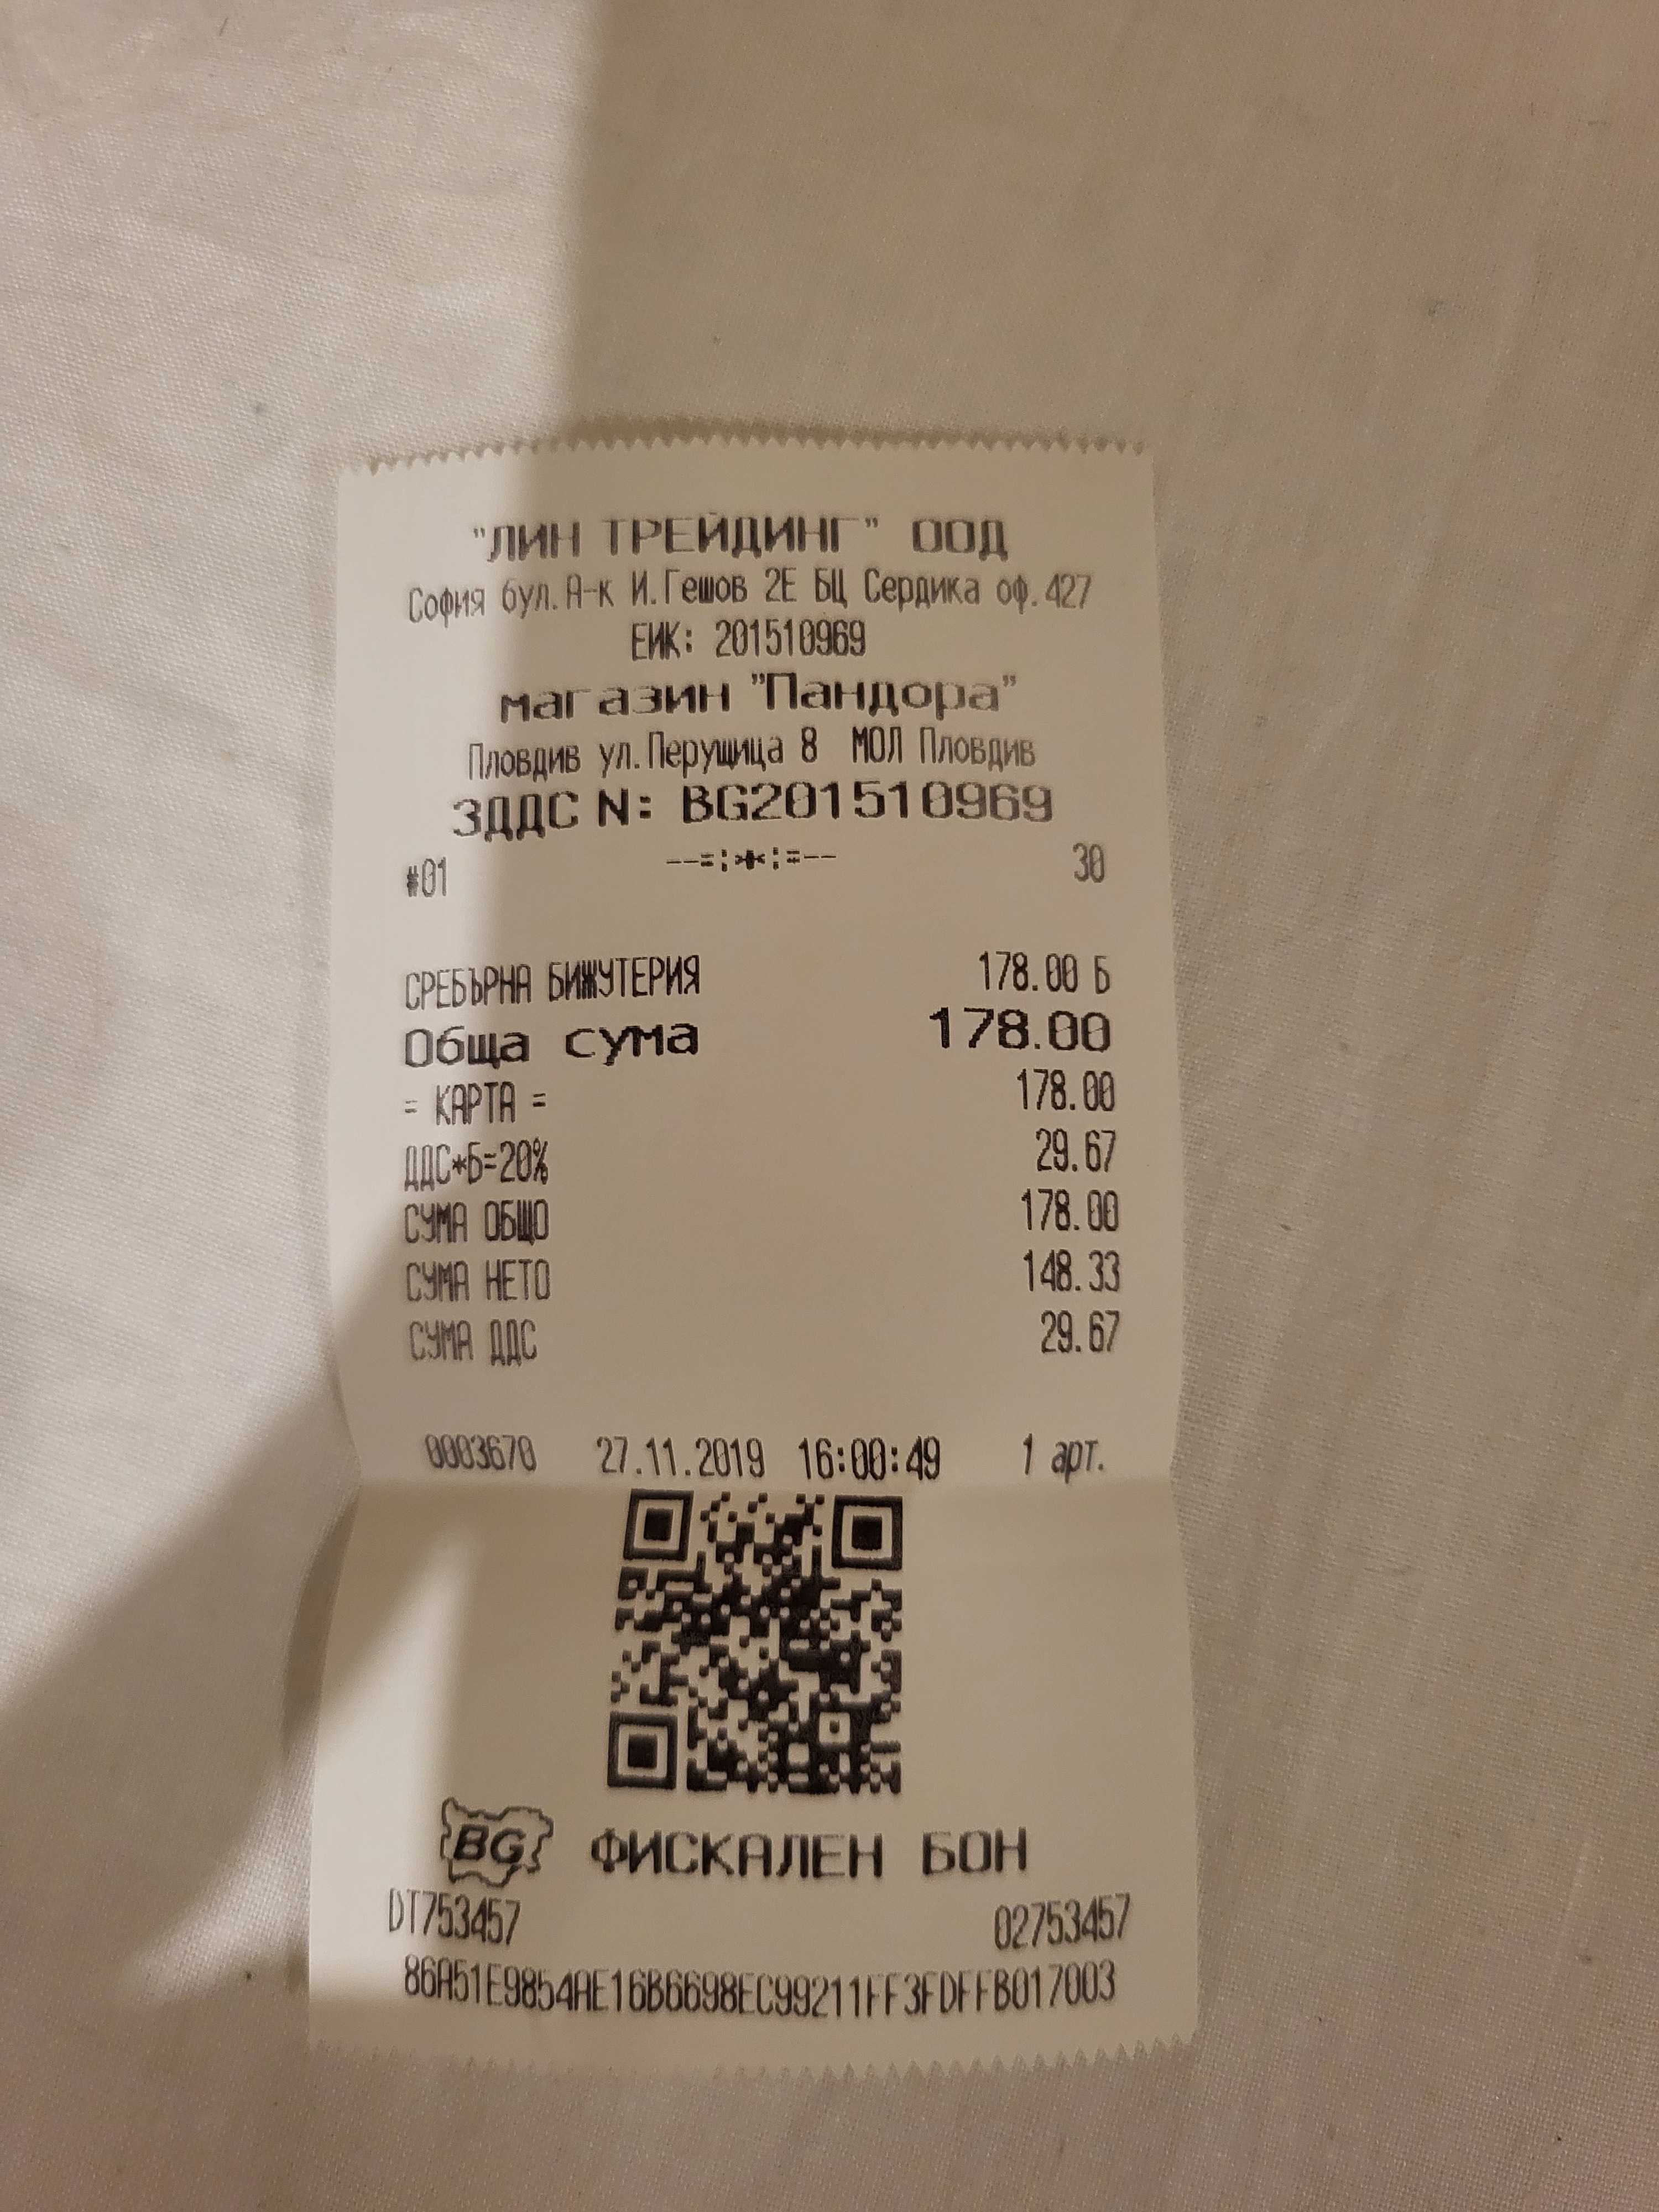 "ЛИН ТРЕЙДИНГ" ООД
София бул.А-к И.Гешов 2Е БЦ Сердика оф.427
ЕИК: 201510969
магазин "Пандора"
Пловдив ул.Перущица 8 МОЛ Пловдив
ЗДДС N: BG201510969
#01 --=:*:=-- 30
СРЕБЪРНА БИЖУТЕРИЯ 178.00 Б
Обща сума 178.00
= КАРТА = 178.00
ДДС*Б=20% 29.67
СУМА ОБЩО 178.00
СУМА НЕТО 148.33
СУМА ДДС 29.67
0003670 27.11.2019 16:00:49 1 арт.
BG ФИСКАЛЕН БОН
DT753457 02753457
86A51E9854AE16B6698EC99211FF3FDFFB017003